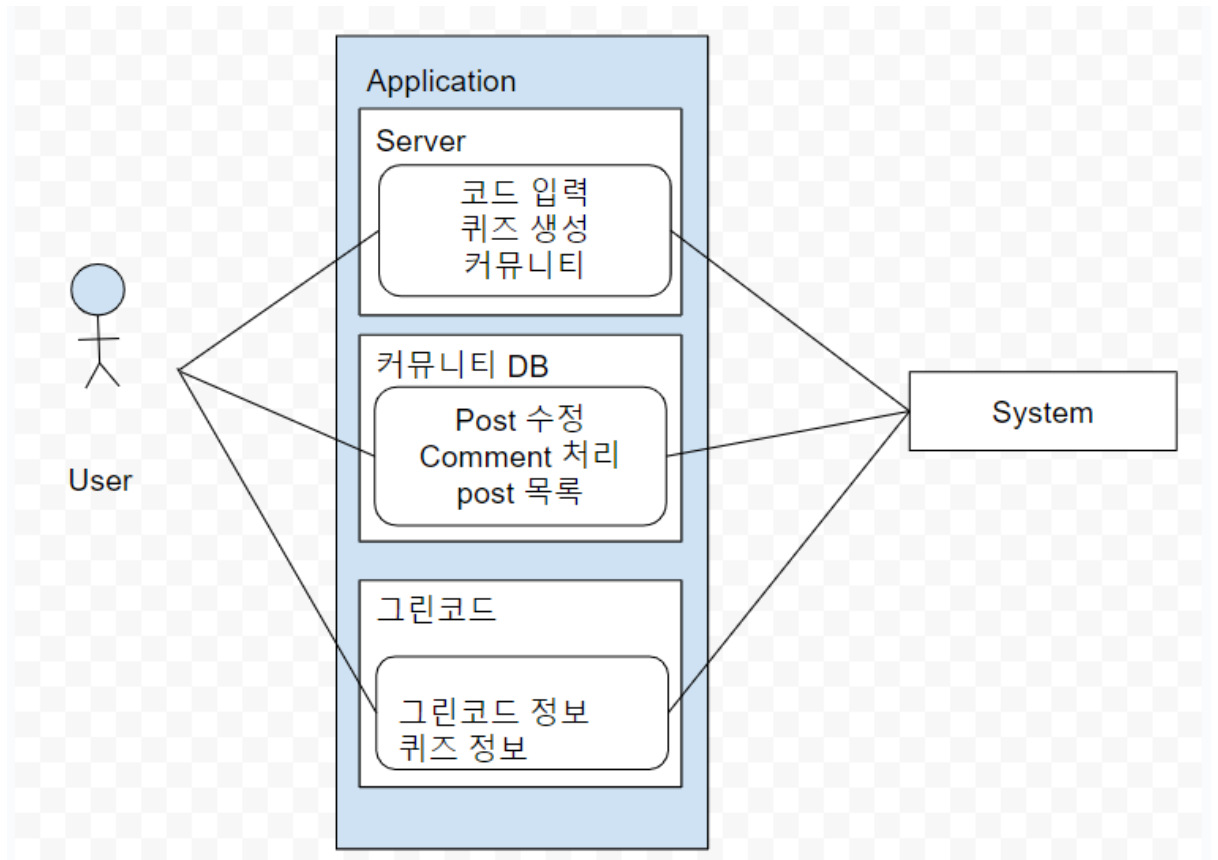 Application
Server
코드 입력
퀴즈 생성
커뮤니티
커뮤니티 DB
Post 수정
Comment 처리
post 목록
User
System
그린코드
그린코드 정보
퀴즈 정보